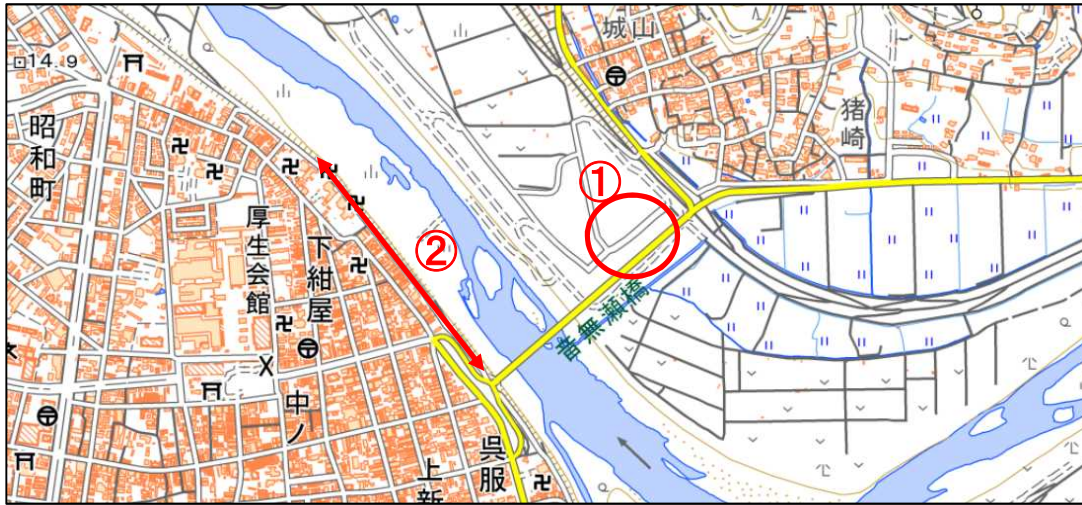 城山
14.9
昭和町
猪崎
①
厚生会館
下紺屋
②
音無瀬橋
中ノ
呉服
上新